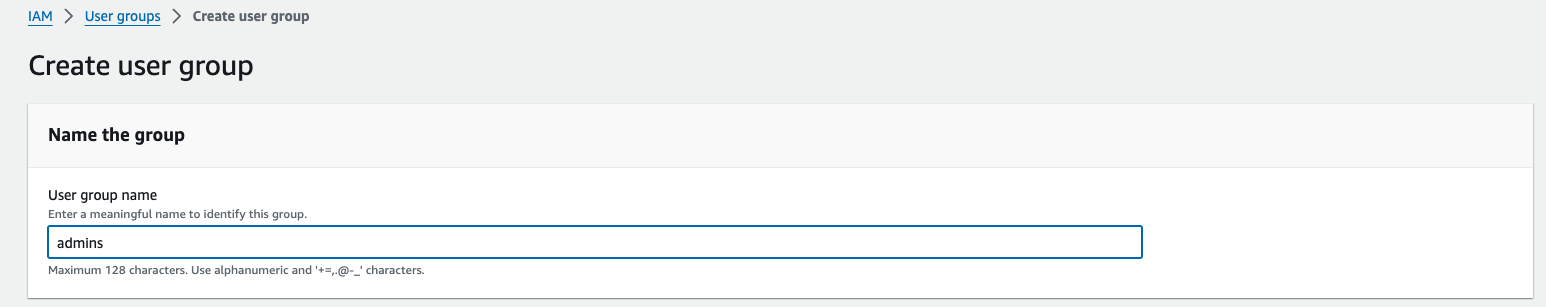 IAM > User groups > Create user group
Create user group
Name the group
User group name
Enter a meaningful name to identify this group.
admins
Maximum 128 characters. Use alphanumeric and '+=,.@-_' characters.